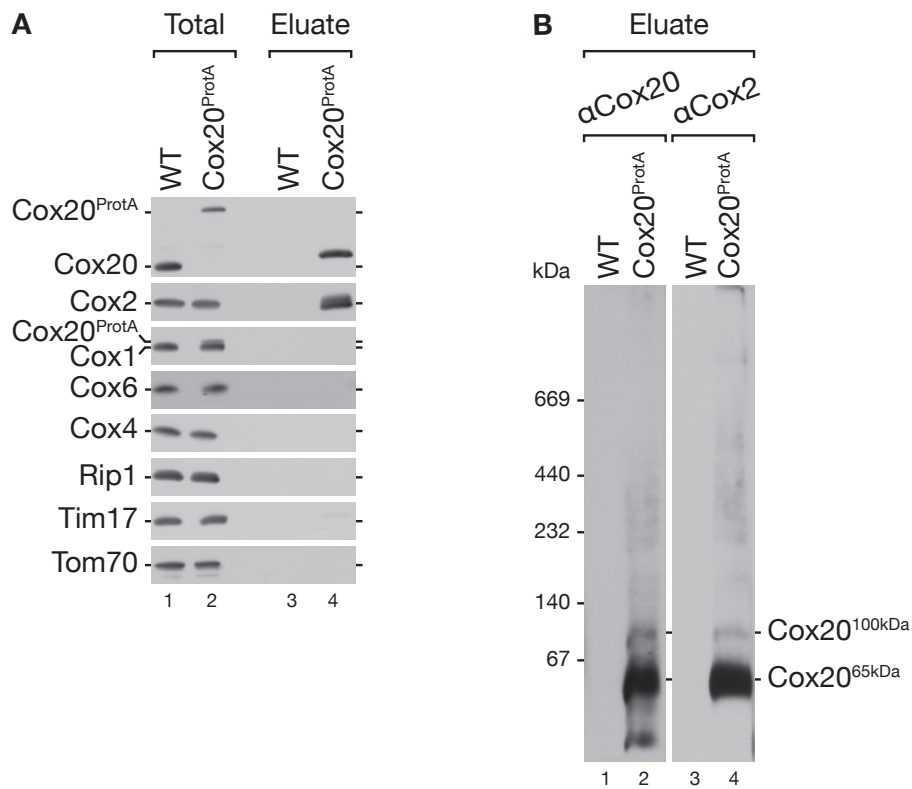 A
Total
Eluate
WT
Cox20ProtA
WT
Cox20ProtA
Cox20ProtA
Cox20
Cox2
Cox20ProtA
Cox1
Cox6
Cox4
Rip1
Tim17
Tom70
1 2 3 4
B
Eluate
αCox20
αCox2
WT
Cox20ProtA
WT
Cox20ProtA
kDa
669
440
232
140
67
Cox20100kDa
Cox2065kDa
1 2 3 4